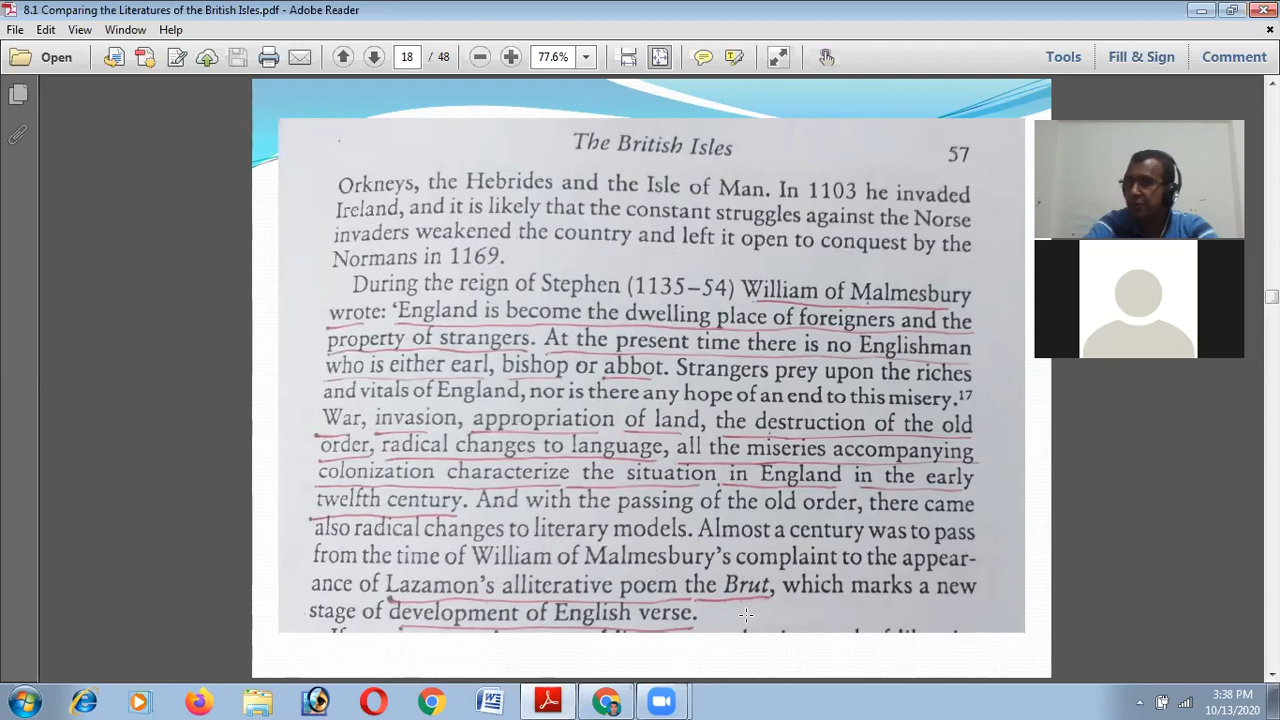 8.1 Comparing the Literatures of the British Isles.pdf - Adobe Reader
File Edit View Window Help
Open 18 / 48 77.6% Tools Fill & Sign Comment
The British Isles 57
Orkneys, the Hebrides and the Isle of Man. In 1103 he invaded
Ireland, and it is likely that the constant struggles against the Norse
invaders weakened the country and left it open to conquest by the
Normans in 1169.
During the reign of Stephen (1135–54) William of Malmesbury
wrote: ‘England is become the dwelling place of foreigners and the
property of strangers. At the present time there is no Englishman
who is either earl, bishop or abbot. Strangers prey upon the riches
and vitals of England, nor is there any hope of an end to this misery.17
War, invasion, appropriation of land, the destruction of the old
order, radical changes to language, all the miseries accompanying
colonization characterize the situation in England in the early
twelfth century. And with the passing of the old order, there came
also radical changes to literary models. Almost a century was to pass
from the time of William of Malmesbury’s complaint to the appear-
ance of Lazamon’s alliterative poem the Brut, which marks a new
stage of development of English verse.
3:38 PM
10/13/2020